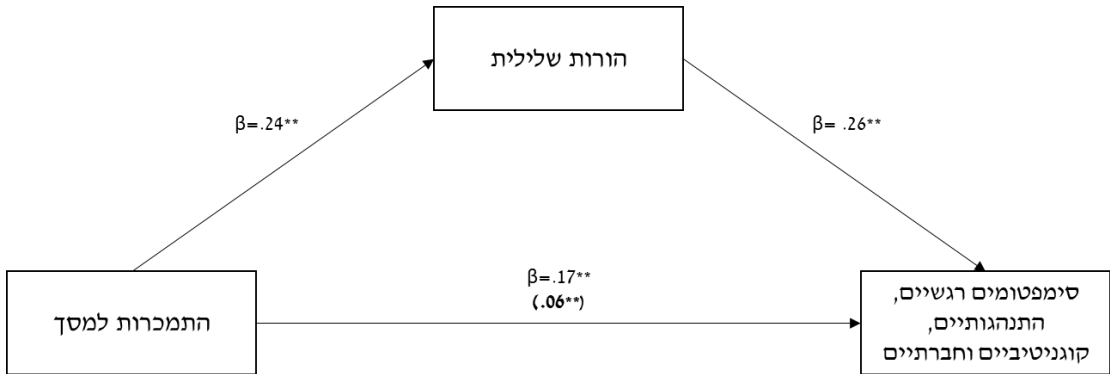 הורות שלילית
β=.24**
β= .26**
β=.17**
(.06**)
התמכרות למסך
סימפטומים רגשיים,
התנהגותיים,
קוגניטיביים וחברתיים